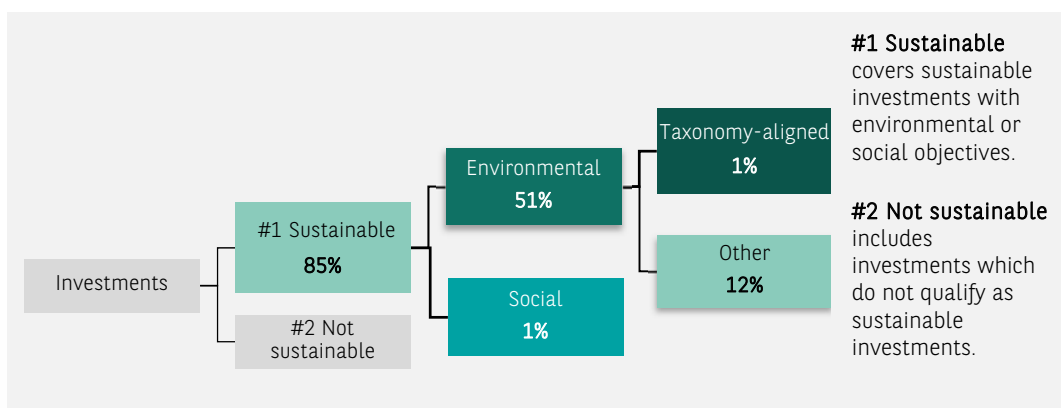 Investments
#1 Sustainable
85%
#2 Not
sustainable
Environmental
51%
Social
1%
Taxonomy-aligned
1%
Other
12%
#1 Sustainable
covers sustainable
investments with
environmental or
social objectives.
#2 Not sustainable
includes
investments which
do not qualify as
sustainable
investments.